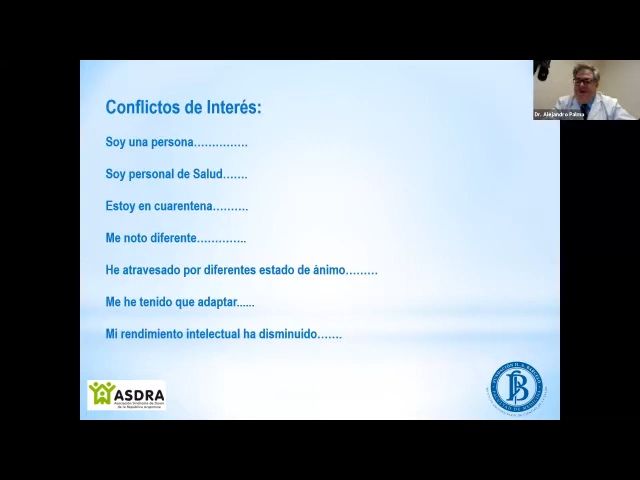 Conflictos de Interés:
Soy una persona...............
Soy personal de Salud.......
Estoy en cuarentena.........
Me noto diferente.............
He atravesado por diferentes estado de ánimo.........
Me he tenido que adaptar......
Mi rendimiento intelectual ha disminuido.......
Dr. Alejandro Palma
ASDRA
Asociación Síndrome de Down
de la República Argentina